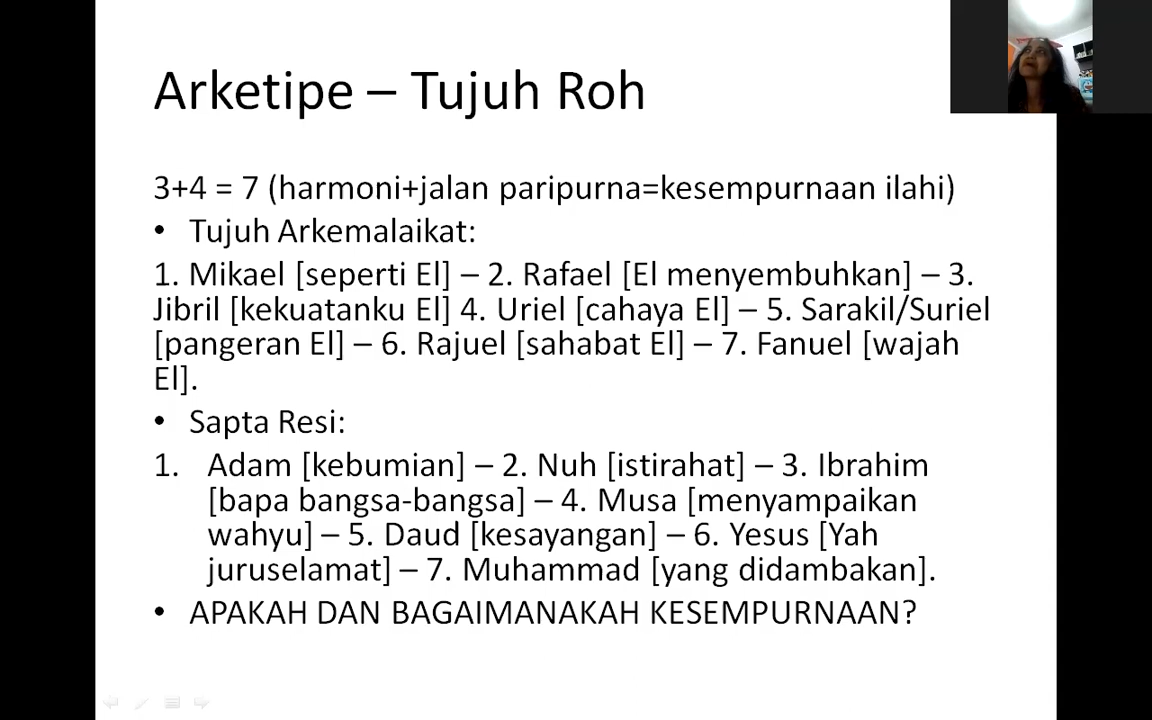 Arketipe – Tujuh Roh
3+4 = 7 (harmoni+jalan paripurna=kesempurnaan ilahi)
• Tujuh Arkemalaikat:
1. Mikael [seperti El] – 2. Rafael [El menyembuhkan] – 3.
Jibril [kekuatanku El] 4. Uriel [cahaya El] – 5. Sarakil/Suriel
[pangeran El] – 6. Rajuel [sahabat El] – 7. Fanuel [wajah
El].
• Sapta Resi:
1. Adam [kebumian] – 2. Nuh [istirahat] – 3. Ibrahim
[bapa bangsa-bangsa] – 4. Musa [menyampaikan
wahyu] – 5. Daud [kesayangan] – 6. Yesus [Yah
juruselamat] – 7. Muhammad [yang didambakan].
• APAKAH DAN BAGAIMANAKAH KESEMPURNAAN?